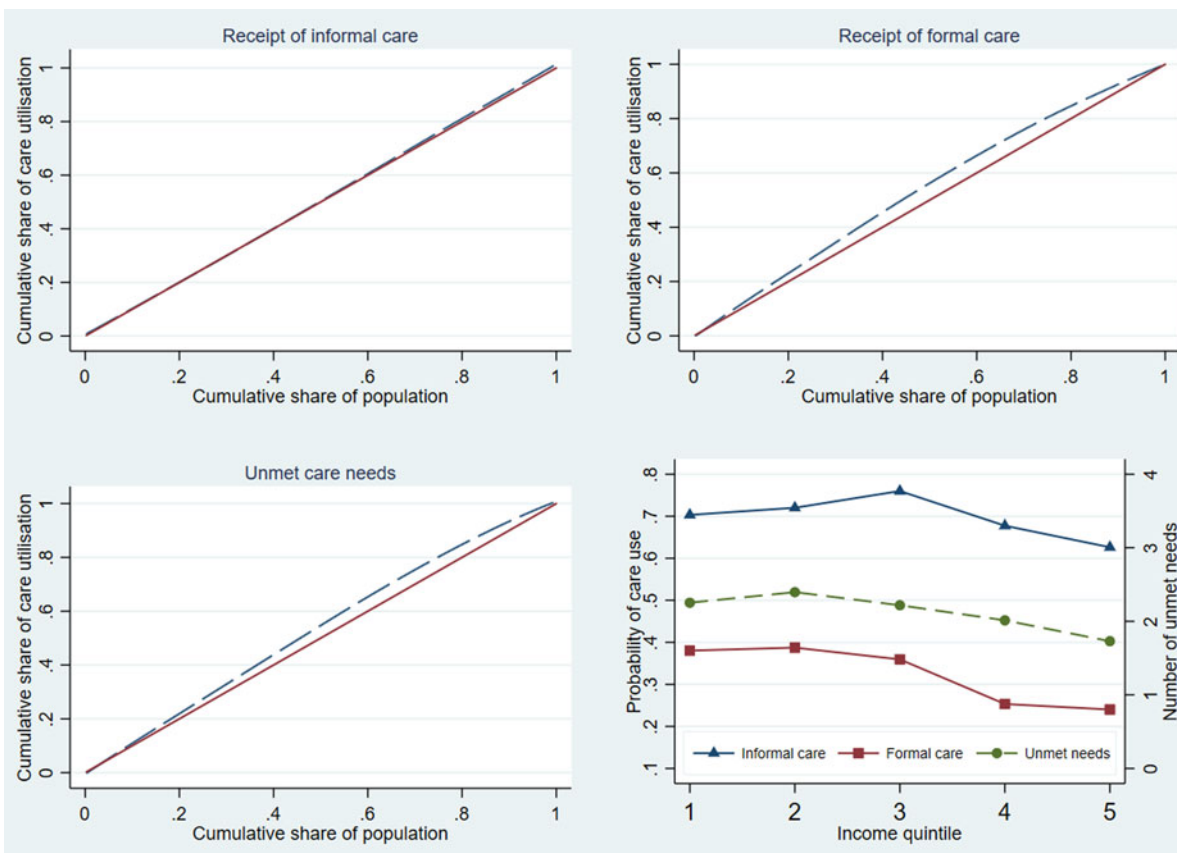 Receipt of informal care
Cumulative share of care utilisation
1
.8
.6
.4
.2
0
0 .2 .4 .6 .8 1
Cumulative share of population
Receipt of formal care
Cumulative share of care utilisation
1
.8
.6
.4
.2
0
0 .2 .4 .6 .8 1
Cumulative share of population
Unmet care needs
Cumulative share of care utilisation
1
.8
.6
.4
.2
0
0 .2 .4 .6 .8 1
Cumulative share of population
Probability of care use
.8
.7
.6
.5
.4
.3
.2
.1
Number of unmet needs
4
3
2
1
0
Informal care Formal care Unmet needs
1 2 3 4 5
Income quintile